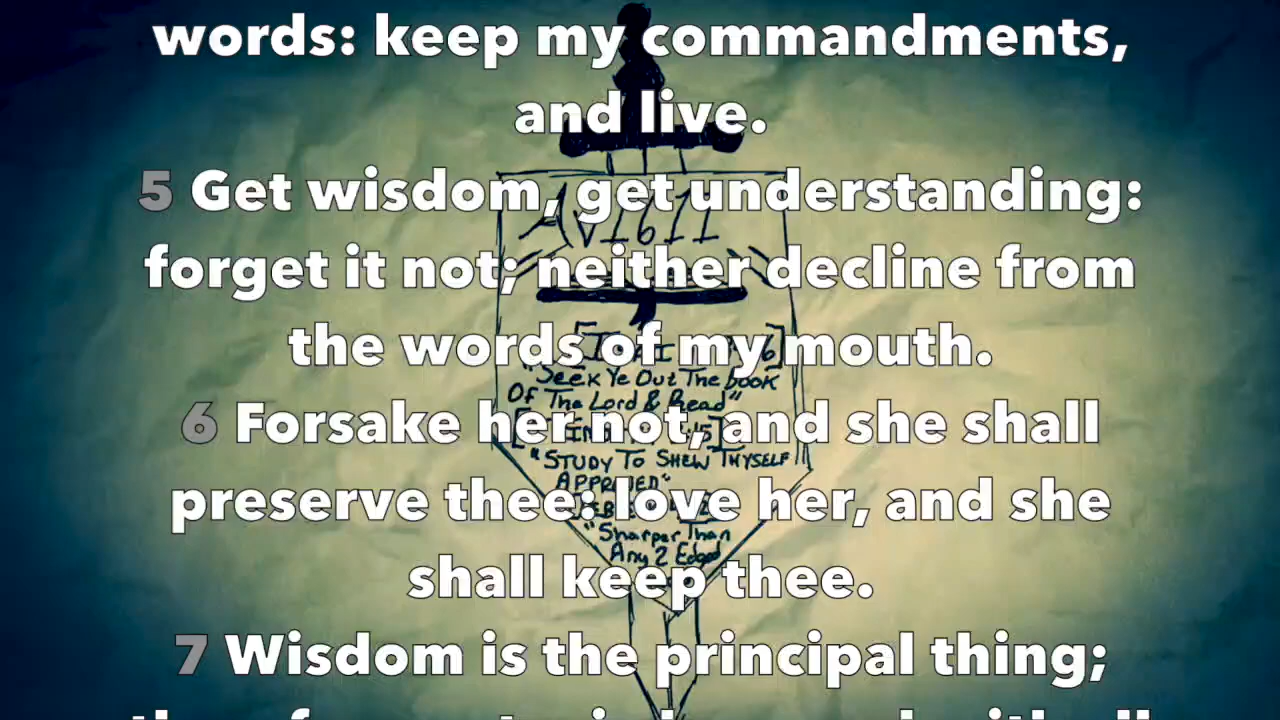 words: keep my commandments,
and live.
5 Get wisdom, get understanding:
AV1611
forget it not; neither decline from
the words of my mouth.
"Seek Ye Out The Book
Of The Lord & Read"
6 Forsake her not, and she shall
"STUDY TO SHEW THYSELF
APPROVED"
preserve thee: love her, and she
"Sharper Than
Any 2 Edged
shall keep thee.
7 Wisdom is the principal thing;